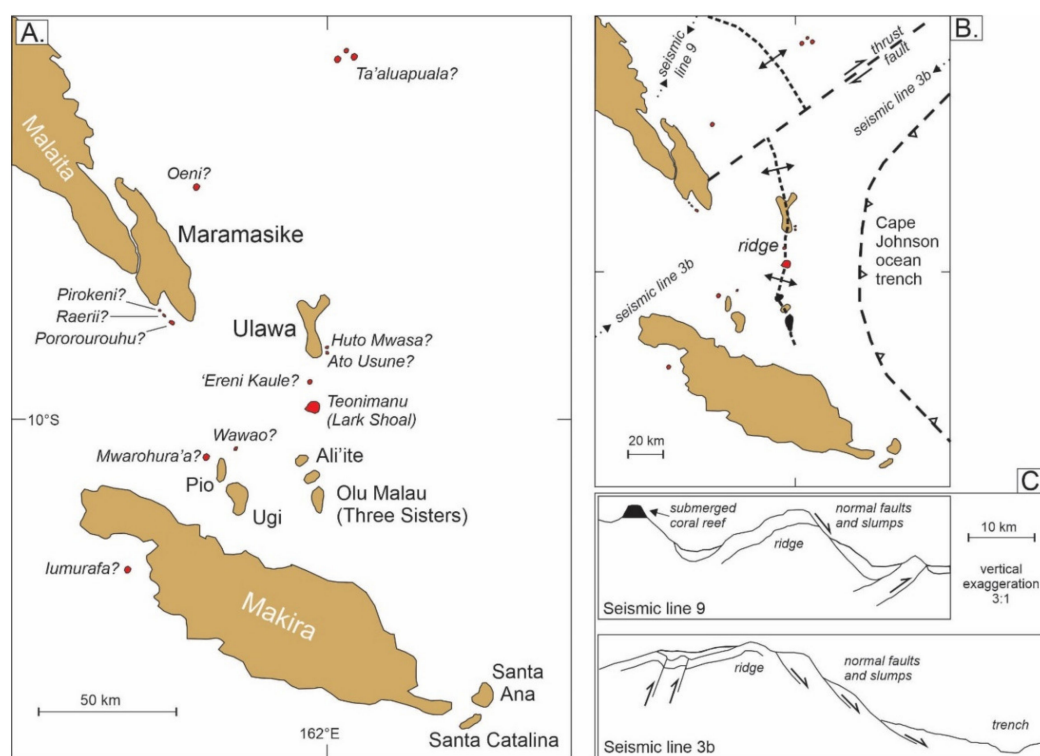 A.
Ta'aluapuala?
Malaita
Oeni?
Maramasike
Pirokeni?
Raerii?
Pororourouhu?
Ulawa
Huto Mwasa?
Ato Usune?
'Ereni Kaule?
10°S
Teonimanu
(Lark Shoal)
Wawao?
Mwarohura'a?
Ali'ite
Pio
Olu Malau
(Three Sisters)
Ugi
Iumurafa?
Makira
Santa
Ana
50 km
162°E
Santa Catalina
B.
seismic
line 9
thrust
fault
seismic line 3b
ridge
Cape
Johnson
ocean
trench
seismic line 3b
20 km
C
submerged
coral reef
normal faults
and slumps
ridge
10 km
vertical
exaggeration
3:1
Seismic line 9
ridge
normal faults
and slumps
trench
Seismic line 3b